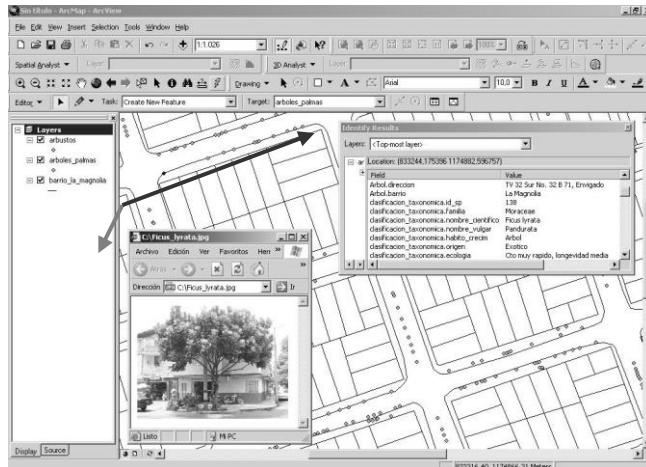 Sin título - ArcMap - ArcView
File Edit View Insert Selection Tools Window Help
1:1.026
100%
Spatial Analyst Layer:
3D Analyst Layer:
Drawing A Arial 10,0 B I U A
Editor Task: Create New Feature Target: arboles_palmas
Layers
arbustos
arboles_palmas
barrio_la_magnolia
Identify Results
Layers: <Top-most layer>
Location: (833244,175396 1174882,596757)
Field Value
Arbol.direccion TV 32 Sur No. 32 B 71, Envigado
Arbol.barrio La Magnolia
clasificacion_taxonomica.id_sp 138
clasificacion_taxonomica.familia Moraceae
clasificacion_taxonomica.nombre_cientifico Ficus lyrata
clasificacion_taxonomica.nombre_vulgar Pandurata
clasificacion_taxonomica.habito_crecim Arbol
clasificacion_taxonomica.origen Exotico
clasificacion_taxonomica.ecologia Cto muy rapido, longevidad media
C:\Ficus_lyrata.jpg
Archivo Edición Ver Favoritos Herr »
Atrás
Dirección C:\Ficus_lyrata.jpg Ir
Listo Mi PC
Display Source